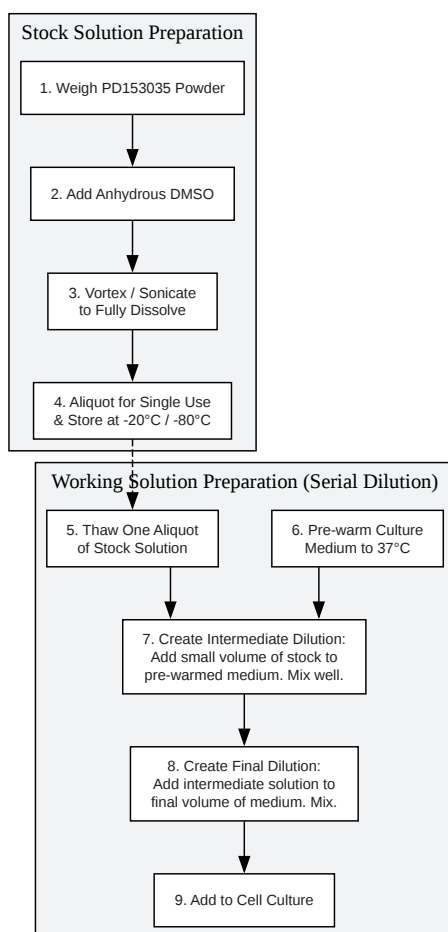 Stock Solution Preparation
1. Weigh PD153035 Powder
2. Add Anhydrous DMSO
3. Vortex / Sonicate
to Fully Dissolve
4. Aliquot for Single Use
& Store at -20°C / -80°C
Working Solution Preparation (Serial Dilution)
5. Thaw One Aliquot
of Stock Solution
6. Pre-warm Culture
Medium to 37°C
7. Create Intermediate Dilution:
Add small volume of stock to
pre-warmed medium. Mix well.
8. Create Final Dilution:
Add intermediate solution to
final volume of medium. Mix.
9. Add to Cell Culture